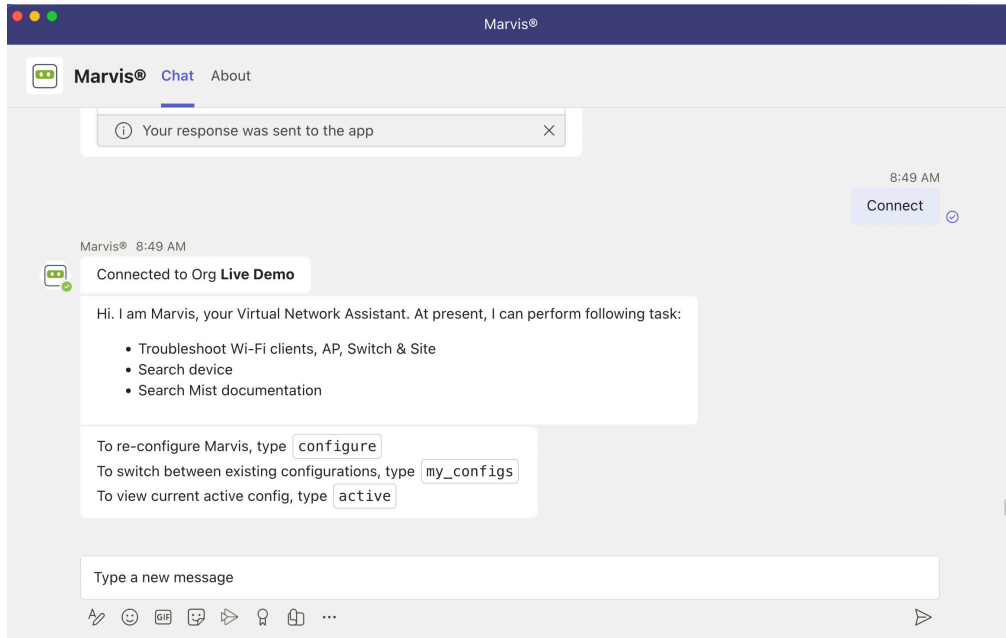 Marvis®
Marvis® Chat About
Your response was sent to the app
8:49 AM
Connect
Marvis® 8:49 AM
Connected to Org Live Demo
Hi. I am Marvis, your Virtual Network Assistant. At present, I can perform following task:
• Troubleshoot Wi-Fi clients, AP, Switch & Site
• Search device
• Search Mist documentation
To re-configure Marvis, type configure
To switch between existing configurations, type my_configs
To view current active config, type active
Type a new message
GIF